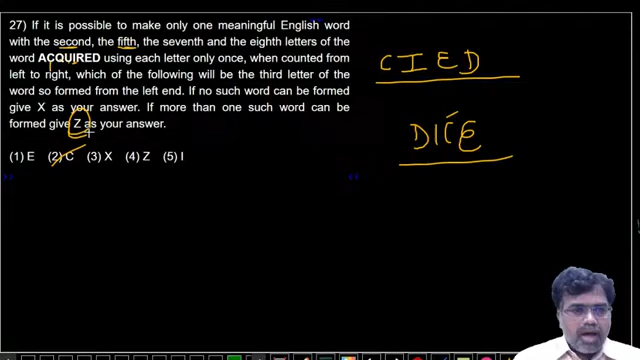 27) If it is possible to make only one meaningful English word
with the second, the fifth, the seventh and the eighth letters of the
word ACQUIRED using each letter only once, when counted from
left to right, which of the following will be the third letter of the
word so formed from the left end. If no such word can be formed
give X as your answer. If more than one such word can be
formed give Z as your answer.
(1) E (2) C (3) X (4) Z (5) I
CIED
DICE